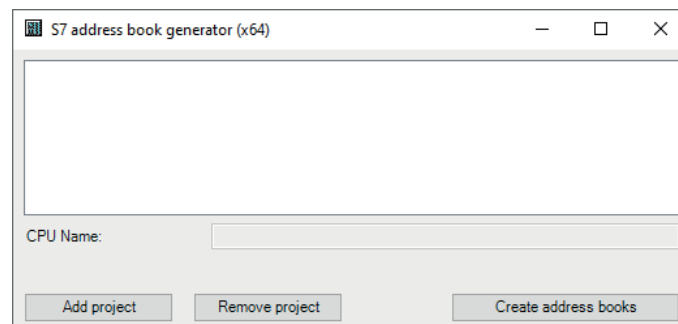 S7 address book generator (x64)
CPU Name:
Add project Remove project Create address books